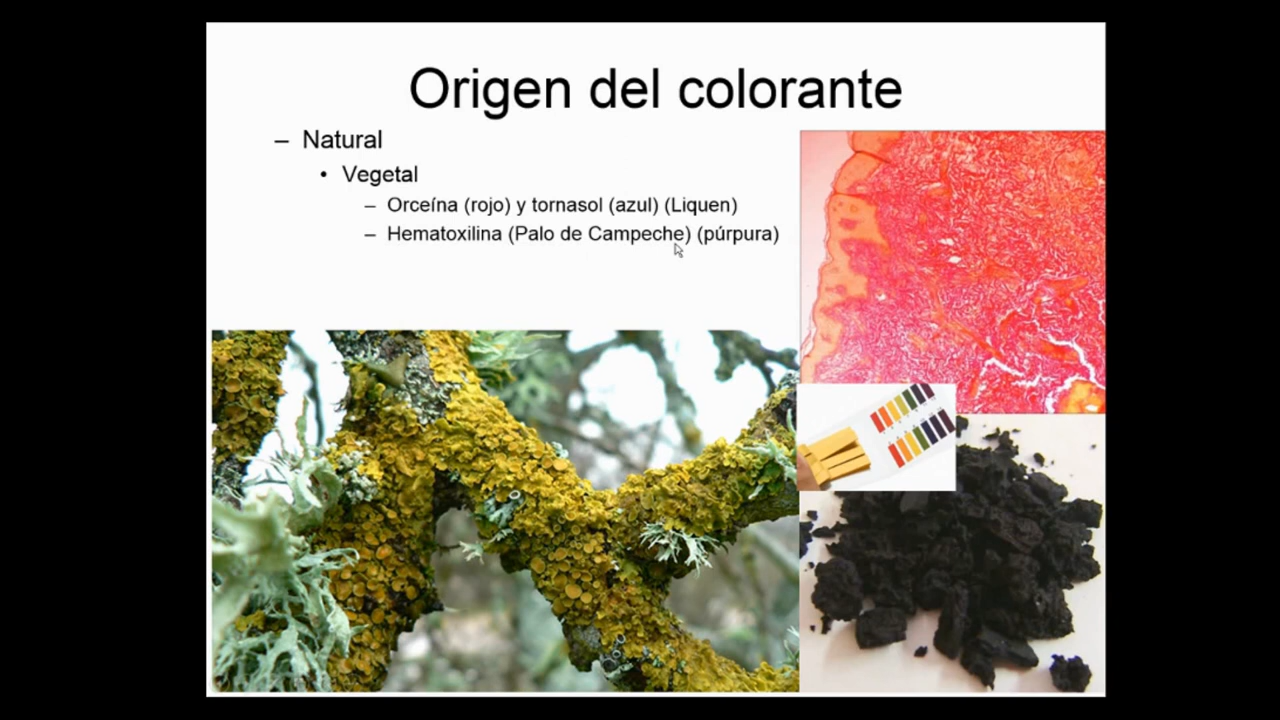 Origen del colorante
– Natural
• Vegetal
– Orceína (rojo) y tornasol (azul) (Liquen)
– Hematoxilina (Palo de Campeche) (púrpura)